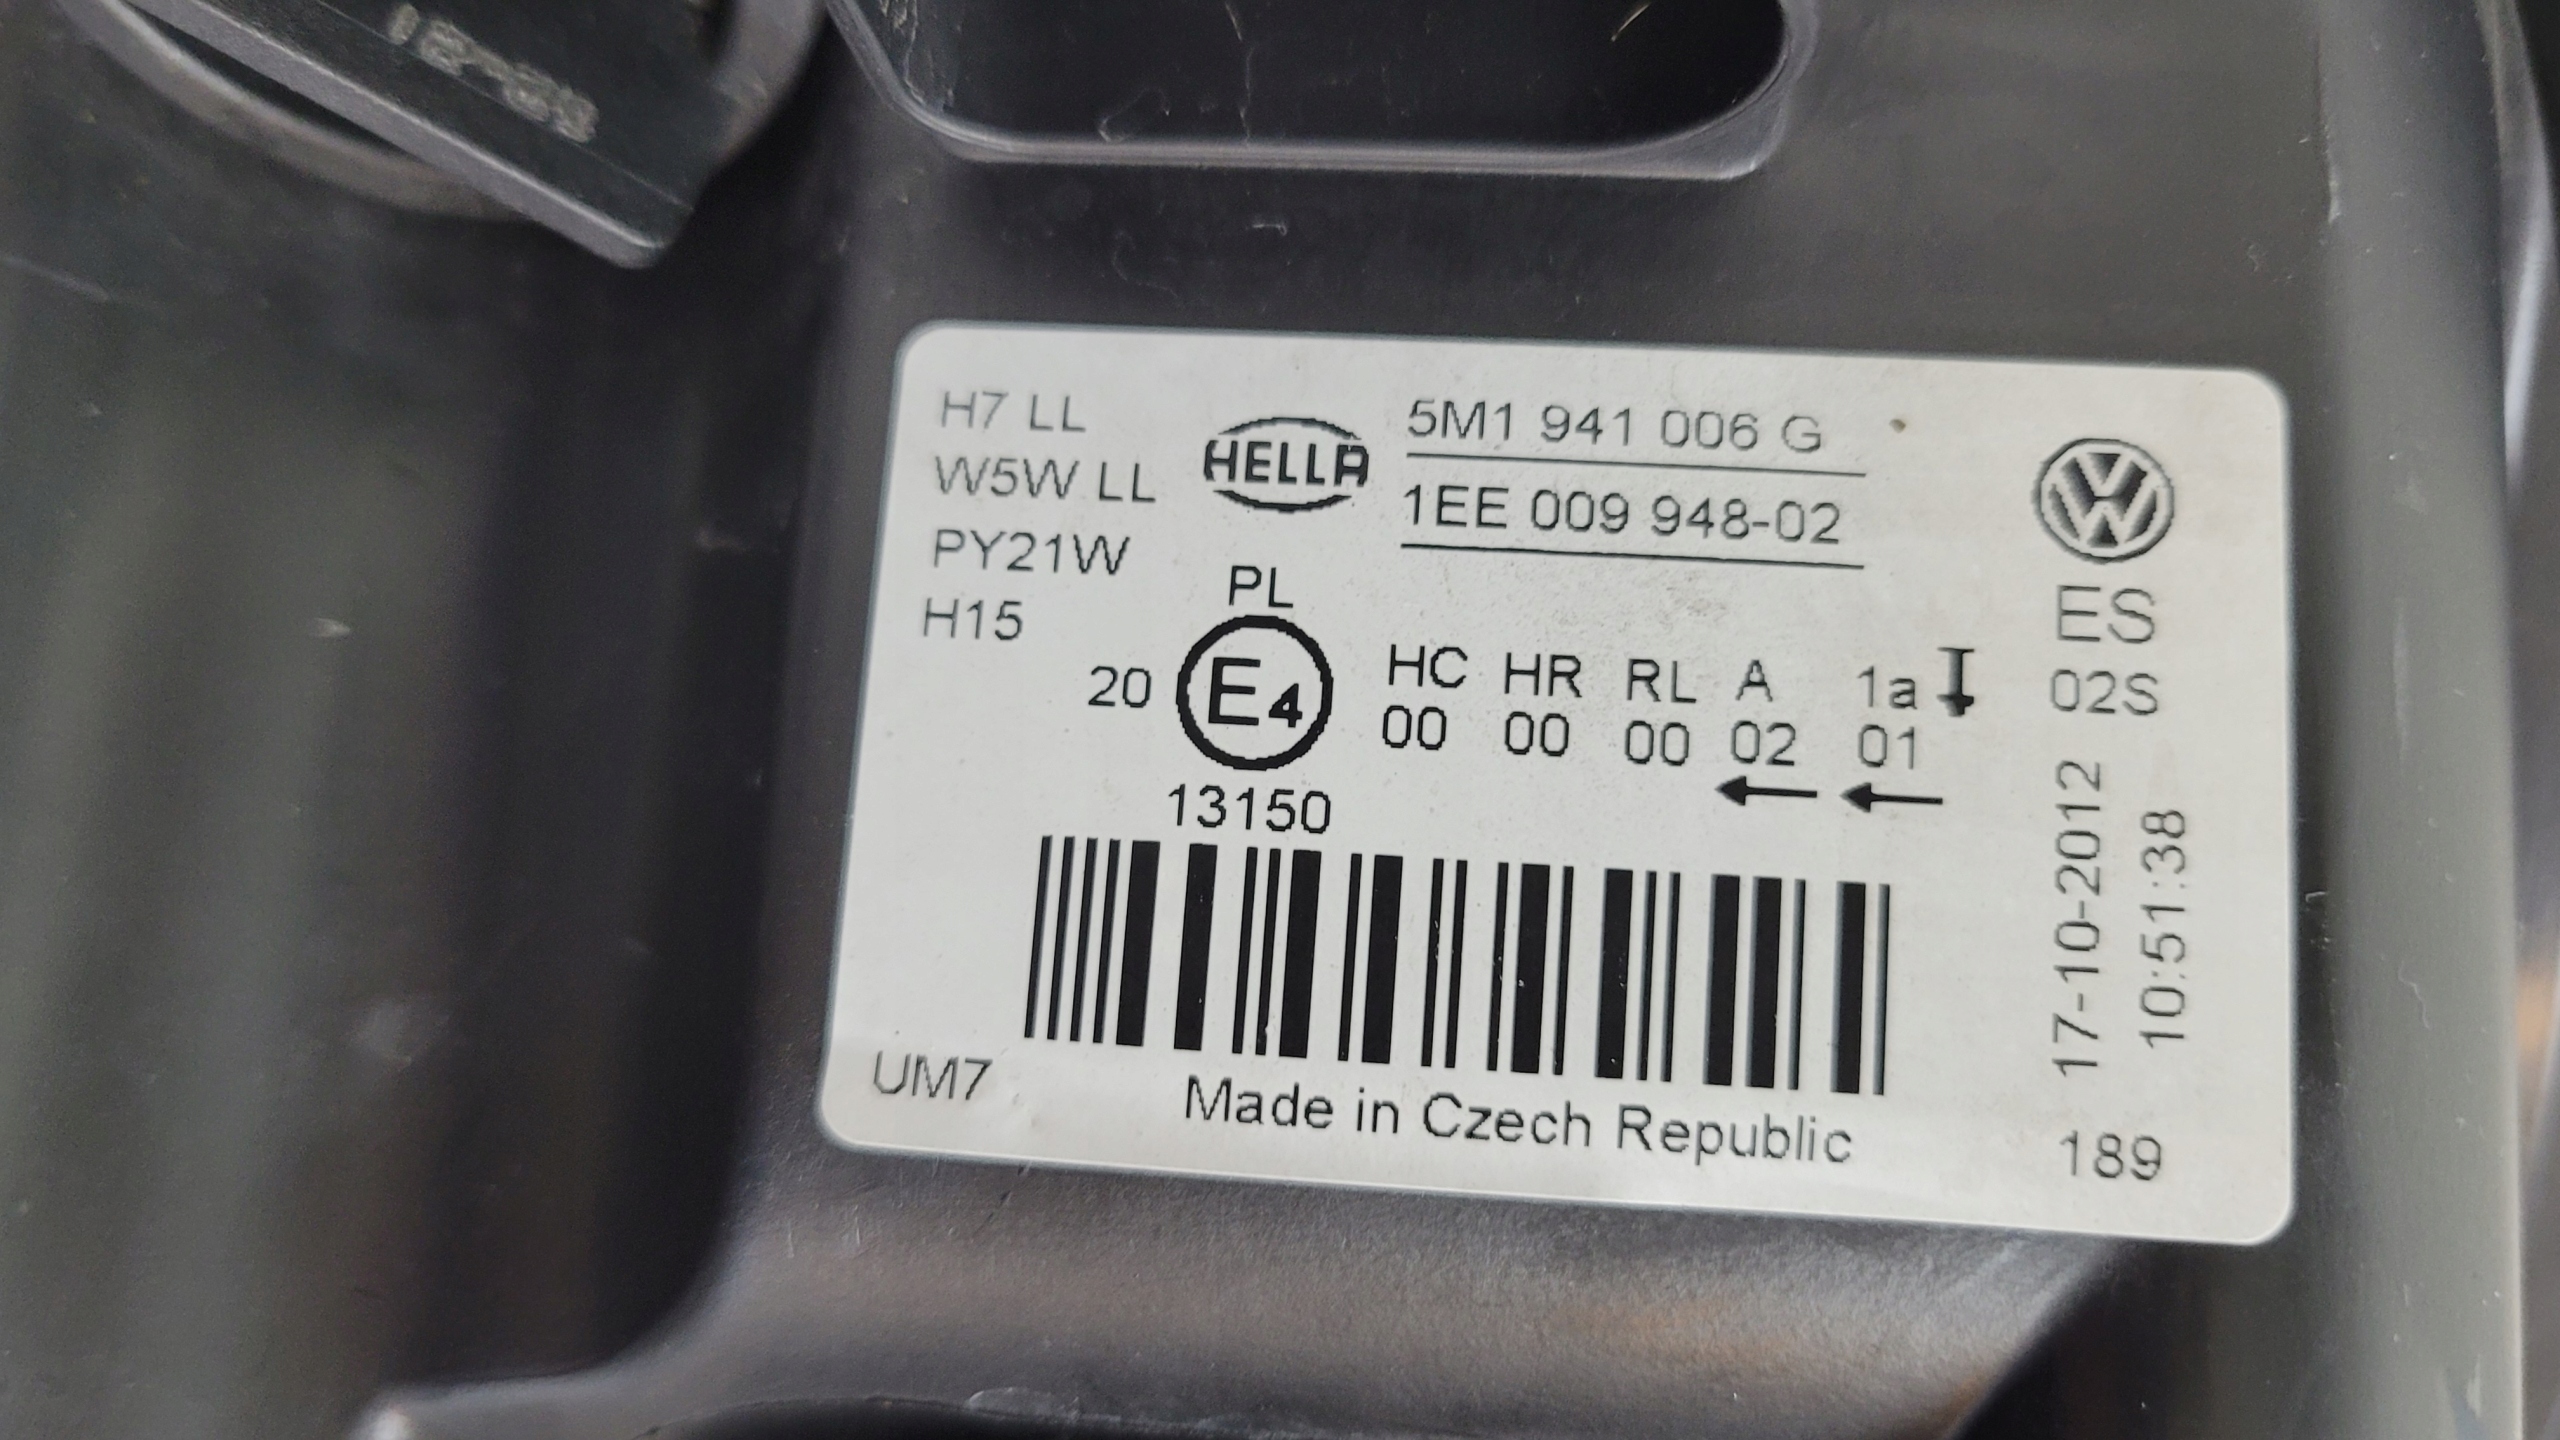 H7 LL
W5W LL
PY21W
H15
HELLA
5M1 941 006 G
1EE 009 948-02
PL
20 E4
13150
HC HR RL A 1a
00 00 00 02 01
ES
02S
17-10-2012
10:51:38
189
UM7
Made in Czech Republic